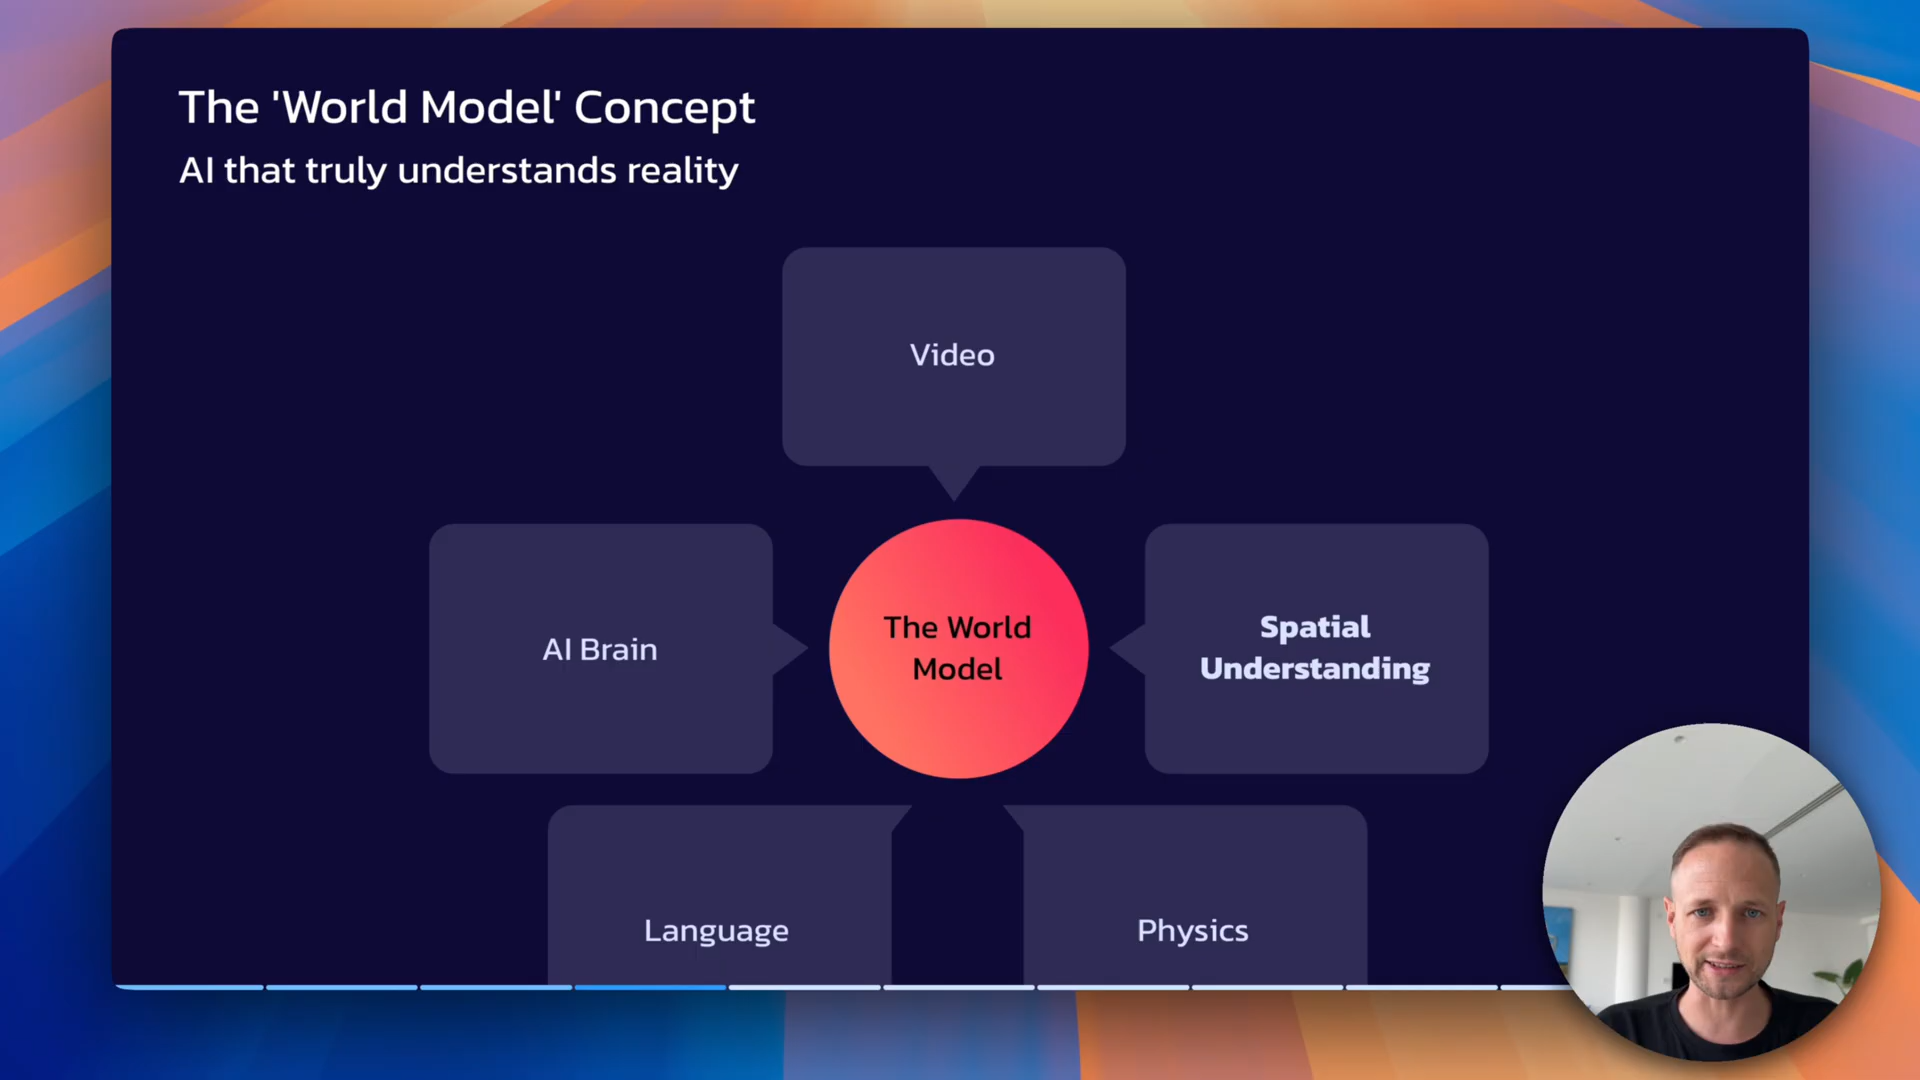 The 'World Model' Concept
AI that truly understands reality
Video
AI Brain
The World
Model
Spatial
Understanding
Language
Physics